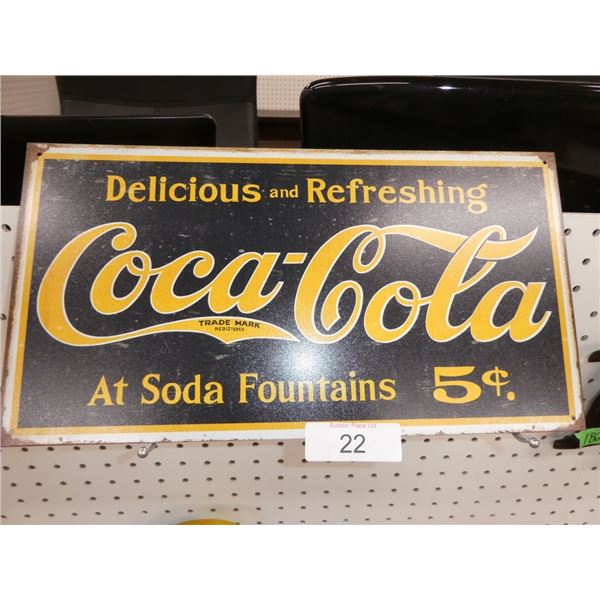 Delicious and Refreshing
Coca-Cola
TRADE MARK
REGISTERED
At Soda Fountains 5¢.
Auction Place Ltd
22